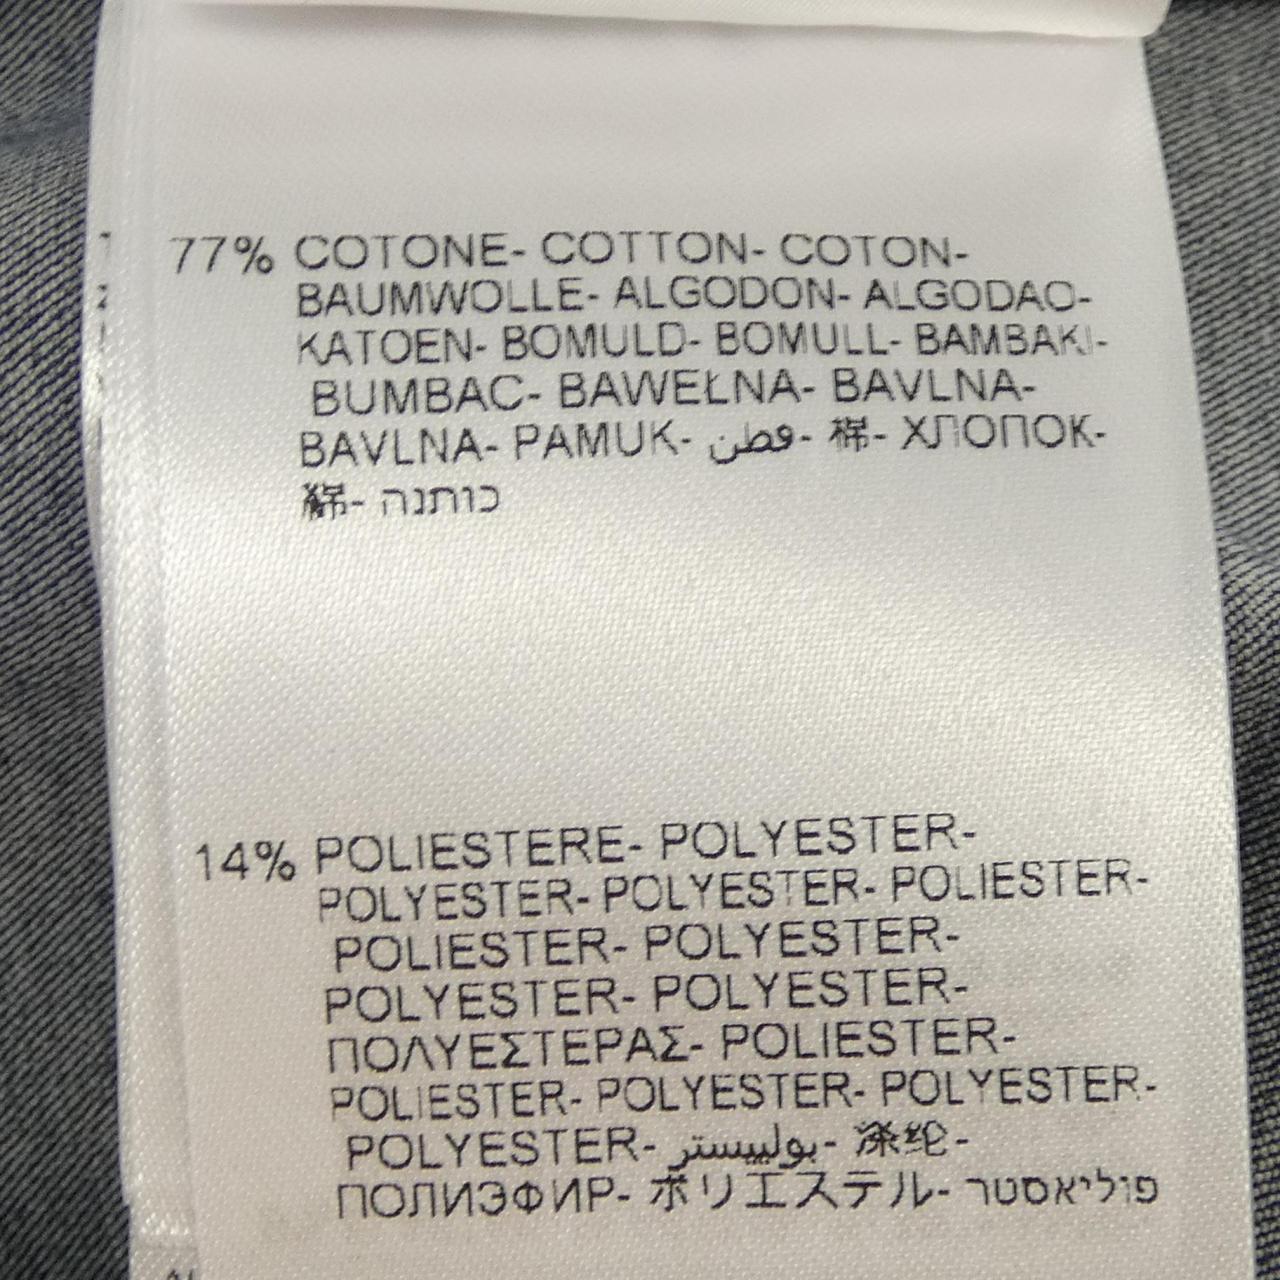 77% COTONE- COTTON- COTON-
BAUMWOLLE- ALGODON- ALGODAO-
KATOEN- BOMULD- BOMULL- BAMBAKI-
BUMBAC- BAWEŁNA- BAVLNA-
BAVLNA- PAMUK- قطن- 棉- ХЛОПОК-
綿- כותנה
14% POLIESTERE- POLYESTER-
POLYESTER- POLYESTER- POLIESTER-
POLIESTER- POLYESTER-
POLYESTER- POLYESTER-
ΠΟΛΥΕΣΤΕΡΑΣ- POLIESTER-
POLIESTER- POLYESTER- POLYESTER-
POLYESTER- بولييستر- 涤纶-
ПОЛИЭФИР- ポリエステル- פוליאסטר